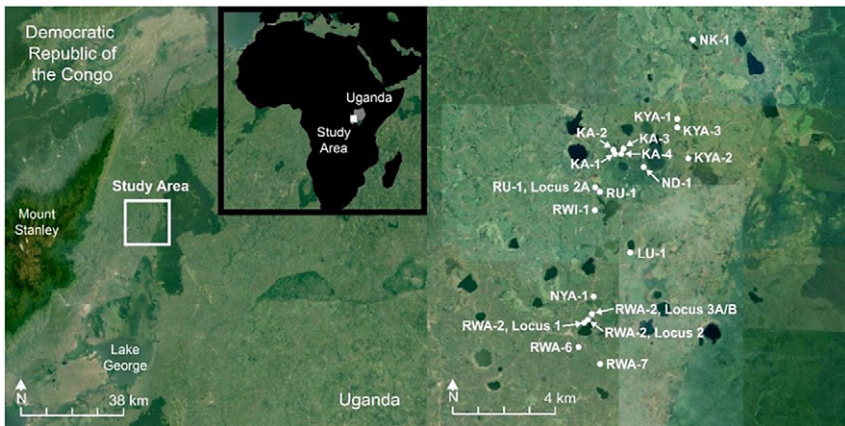 Democratic
Republic of
the Congo
Uganda
Study
Area
Study Area
Mount
Stanley
Lake
George
N
38 km
Uganda
NK-1
KYA-1
KYA-3
KA-2
KA-3
KA-1
KA-4
KYA-2
ND-1
RU-1, Locus 2A
RU-1
RWI-1
LU-1
NYA-1
RWA-2, Locus 3A/B
RWA-2, Locus 1
RWA-2, Locus 2
RWA-6
RWA-7
N
4 km